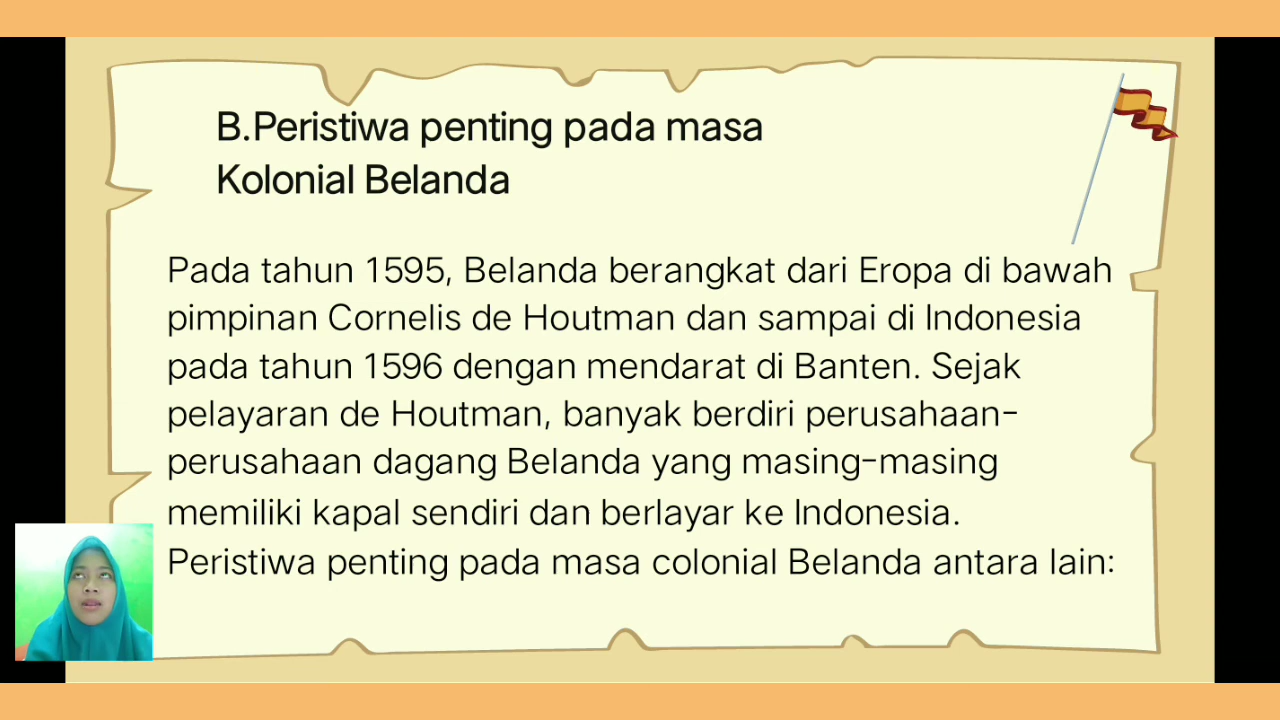 B.Peristiwa penting pada masa
Kolonial Belanda
Pada tahun 1595, Belanda berangkat dari Eropa di bawah
pimpinan Cornelis de Houtman dan sampai di Indonesia
pada tahun 1596 dengan mendarat di Banten. Sejak
pelayaran de Houtman, banyak berdiri perusahaan-
perusahaan dagang Belanda yang masing-masing
memiliki kapal sendiri dan berlayar ke Indonesia.
Peristiwa penting pada masa colonial Belanda antara lain: